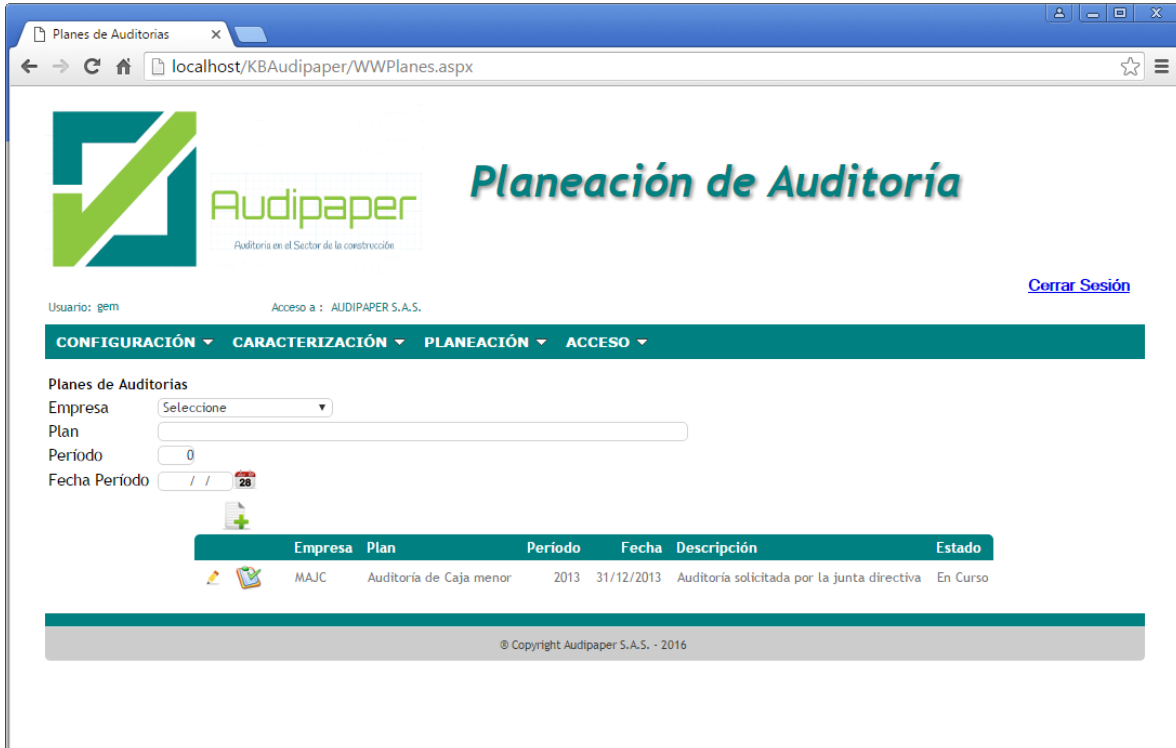 Planes de Auditorias
localhost/KBAudipaper/WWPlanes.aspx
Audipaper
Auditoria en el Sector de la construcción
Planeación de Auditoría
Cerrar Sesión
Usuario: gem Acceso a : AUDIPAPER S.A.S.
CONFIGURACIÓN CARACTERIZACIÓN PLANEACIÓN ACCESO
Planes de Auditorias
Empresa Seleccione
Plan
Período 0
Fecha Período / / 28
Empresa Plan Período Fecha Descripción Estado
MAJC Auditoría de Caja menor 2013 31/12/2013 Auditoría solicitada por la junta directiva En Curso
® Copyright Audipaper S.A.S. - 2016